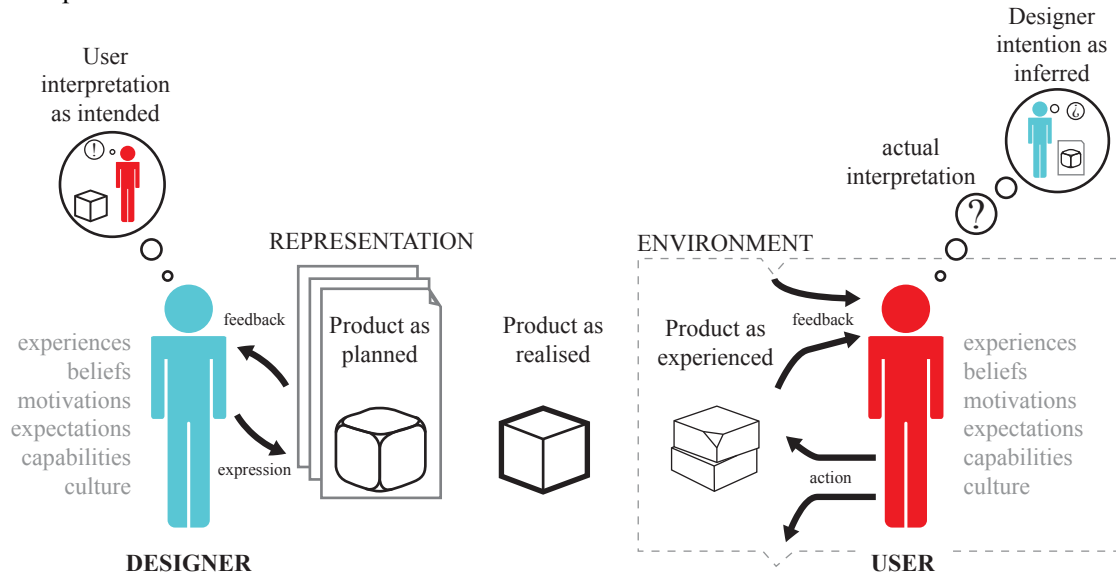 User
interpretation
as intended
!
Designer
intention as
inferred
¿
actual
interpretation
?
REPRESENTATION
ENVIRONMENT
feedback
Product as
planned
Product as
realised
Product as
experienced
feedback
experiences
beliefs
motivations
expectations
capabilities
culture
expression
action
experiences
beliefs
motivations
expectations
capabilities
culture
DESIGNER
USER